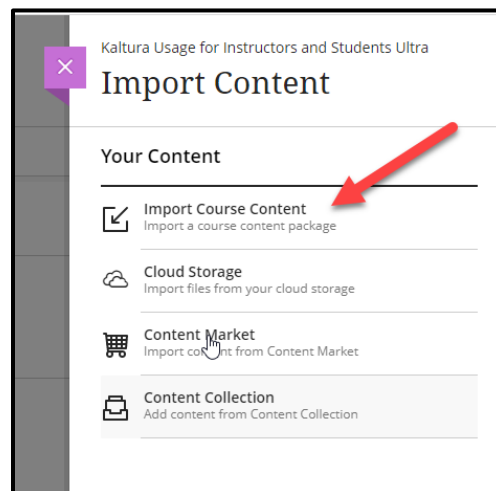 Kaltura Usage for Instructors and Students Ultra
Import Content
Your Content
Import Course Content
Import a course content package
Cloud Storage
Import files from your cloud storage
Content Market
Import content from Content Market
Content Collection
Add content from Content Collection